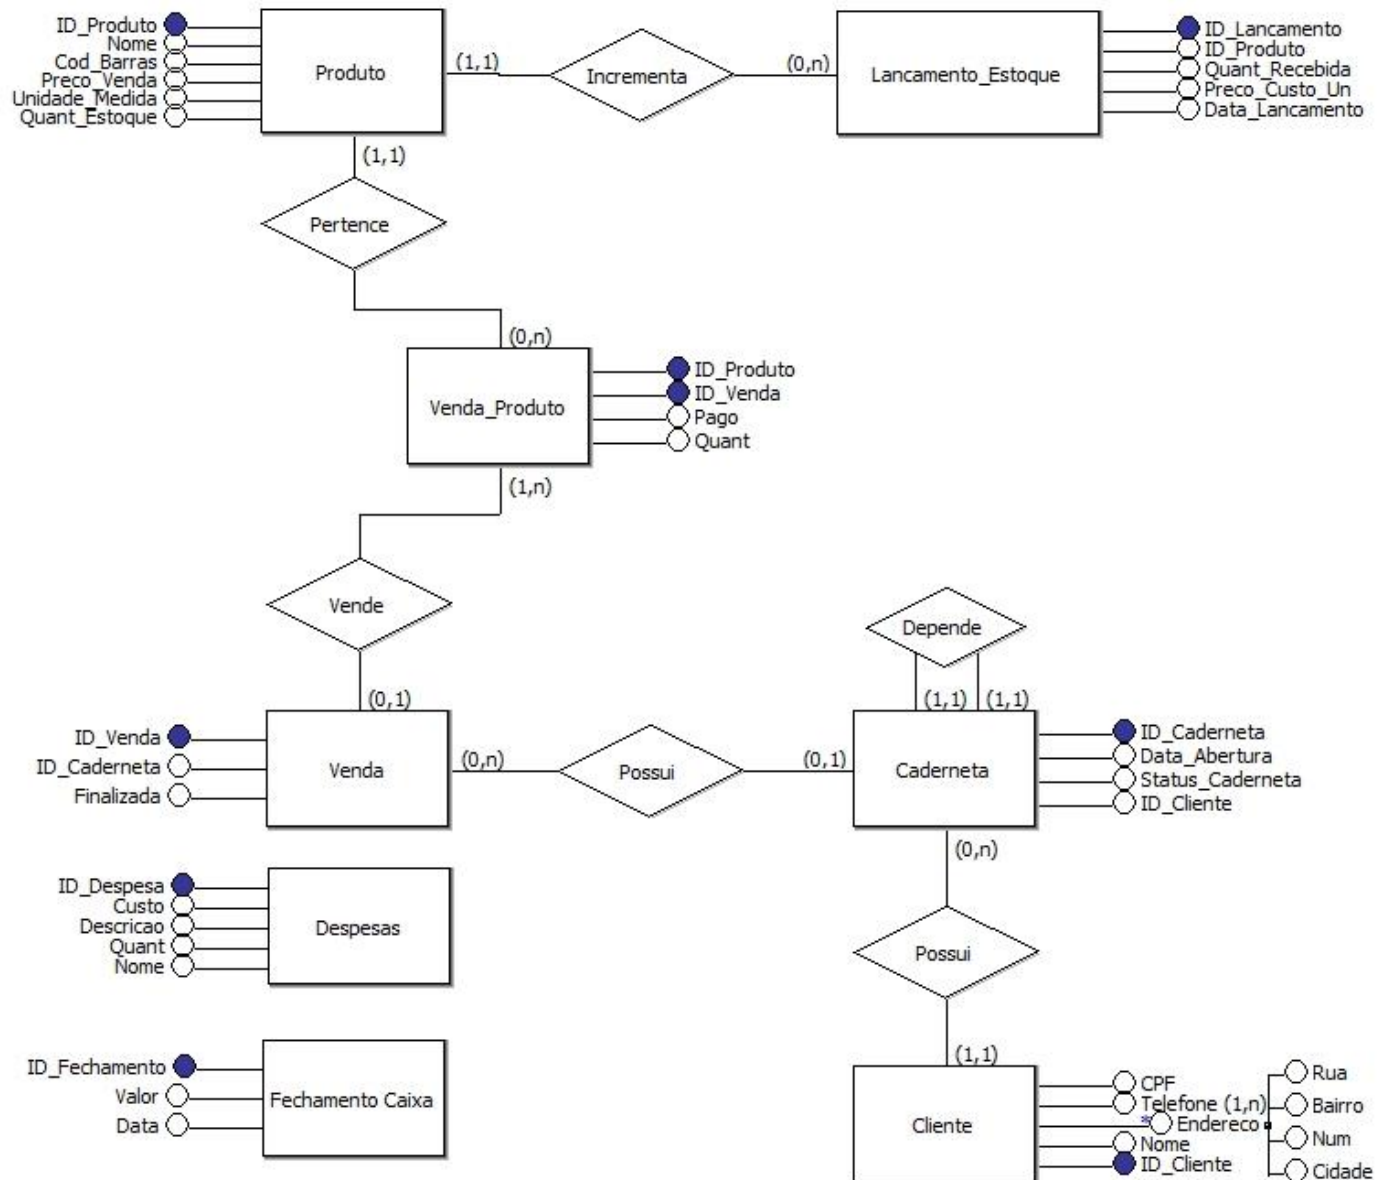 ID_Produto
Nome
Cod_Barras
Preco_Venda
Unidade_Medida
Quant_Estoque
Produto
(1,1)
Incrementa
(0,n)
Lancamento_Estoque
ID_Lancamento
ID_Produto
Quant_Recebida
Preco_Custo_Un
Data_Lancamento
(1,1)
Pertence
(0,n)
Venda_Produto
ID_Produto
ID_Venda
Pago
Quant
(1,n)
Vende
(0,1)
Depende
(1,1)
(1,1)
ID_Venda
ID_Caderneta
Finalizada
Venda
(0,n)
Possui
(0,1)
Caderneta
ID_Caderneta
Data_Abertura
Status_Caderneta
ID_Cliente
(0,n)
Possui
(1,1)
ID_Despesa
Custo
Descricao
Quant
Nome
Despesas
ID_Fechamento
Valor
Data
Fechamento Caixa
Cliente
CPF
Telefone (1,n)
*Endereco
Nome
ID_Cliente
Rua
Bairro
Num
Cidade